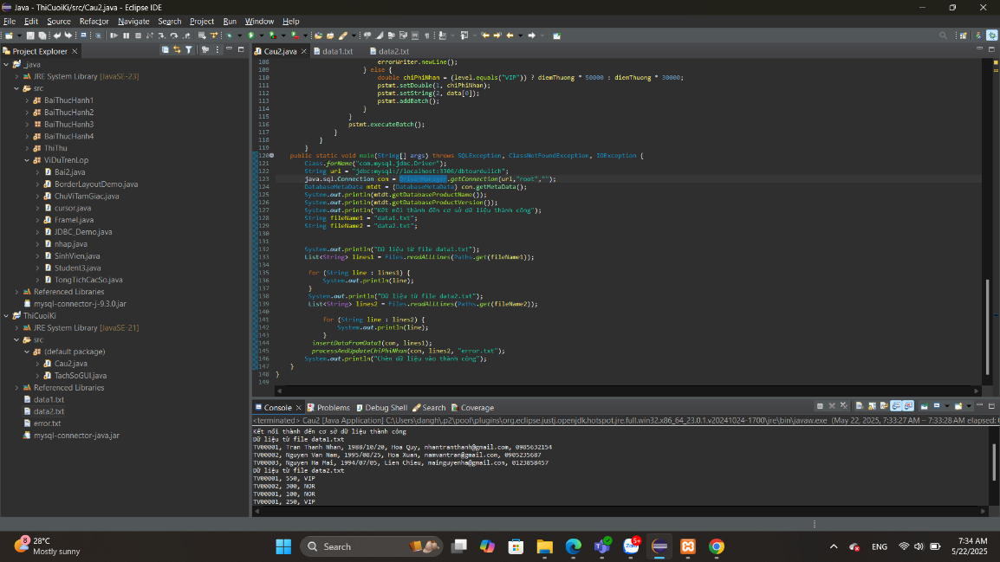 Java - ThiCuoiKi/src/Cau2.java - Eclipse IDE
File Edit Source Refactor Navigate Search Project Run Window Help
Project Explorer
_java
JRE System Library [JavaSE-23]
src
BaiThucHanh1
BaiThucHanh2
BaiThucHanh3
BaiThucHanh4
ThiThu
ViDuTrenLop
Bai2.java
BorderLayoutDemo.java
ChuViTamGiac.java
cursor.java
FrameI.java
JDBC_Demo.java
nhap.java
SinhVien.java
Student3.java
TongTichCacSo.java
Referenced Libraries
mysql-connector-j-9.3.0.jar
ThiCuoiKi
JRE System Library [JavaSE-21]
src
(default package)
Cau2.java
TachSoGUI.java
Referenced Libraries
data1.txt
data2.txt
error.txt
mysql-connector-java.jar
Cau2.java data1.txt data2.txt
108 errorWriter.newLine();
109 } else {
110 double chiPhiNhan = (level.equals("VIP")) ? diemThuong * 50000 : diemThuong * 30000;
111 pstmt.setDouble(1, chiPhiNhan);
112 pstmt.setString(2, data[0]);
113 pstmt.addBatch();
114 }
115 }
116 pstmt.executeBatch();
117 }
118 }
119 }
120 public static void main(String[] args) throws SQLException, ClassNotFoundException, IOException {
121 Class.forName("com.mysql.jdbc.Driver");
122 String url = "jdbc:mysql://localhost:3306/dbtourdulich";
123 java.sql.Connection con = DriverManager.getConnection(url,"root","");
124 DatabaseMetaData mtdt = (DatabaseMetaData) con.getMetaData();
125 System.out.println(mtdt.getDatabaseProductName());
126 System.out.println(mtdt.getDatabaseProductVersion());
127 System.out.println("Kết nối thành đến cơ sở dữ liệu thành công");
128 String fileName1 = "data1.txt";
129 String fileName2 = "data2.txt";
130
131
132 System.out.println("Dữ liệu từ file data1.txt");
133 List<String> lines1 = Files.readAllLines(Paths.get(fileName1));
134
135 for (String line : lines1) {
136 System.out.println(line);
137 }
138 System.out.println("Dữ liệu từ file data2.txt");
139 List<String> lines2 = Files.readAllLines(Paths.get(fileName2));
140
141 for (String line : lines2) {
142 System.out.println(line);
143 }
144 insertDataFromData1(con, lines1);
145 processAndUpdateChiPhiNhan(con, lines2, "error.txt");
146 System.out.println("Chèn dữ liệu vào thành công");
147 }
148 }
149
Console Problems Debug Shell Search Coverage
<terminated> Cau2 [Java Application] C:\Users\dangh\.p2\pool\plugins\org.eclipse.justj.openjdk.hotspot.jre.full.win32.x86_64_23.0.1.v20241024-1700\jre\bin\javaw.exe (May 22, 2025, 7:33:27 AM – 7:33:28 AM elapsed:
Kết nối thành đến cơ sở dữ liệu thành công
Dữ liệu từ file data1.txt
TV00001, Tran Thanh Nhan, 1988/10/20, Hoa Quy, nhantranthanh@gmail.com, 0985632154
TV00002, Nguyen Van Nam, 1995/08/25, Hoa Xuan, namvantran@gmail.com, 0905235687
TV00003, Nguyen Ha Mai, 1994/07/05, Lien Chieu, mainguyenha@gmail.con, 0123858457
Dữ liệu từ file data2.txt
TV00001, 550, VIP
TV00002, 300, NOR
TV00001, 100, NOR
TV00001, 250, VIP
8
28°C
Mostly sunny
Search
Zalo
5+
ENG
7:34 AM
5/22/2025